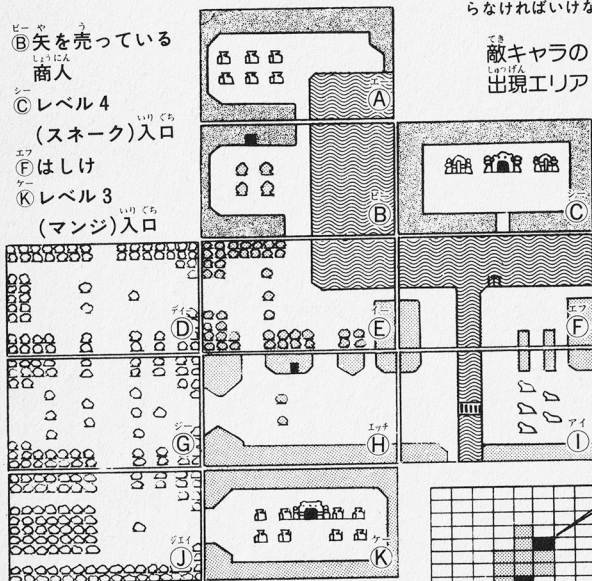 らなければいけな
Ⓑ矢を売っている
商人
Ⓒレベル4
(スネーク)入口
Ⓕはしけ
Ⓚレベル3
(マンジ)入口
敵キャラの
出現エリア
Ⓐ
Ⓑ
Ⓒ
Ⓓ
Ⓔ
Ⓕ
Ⓖ
Ⓗ
Ⓘ
Ⓙ
Ⓚ